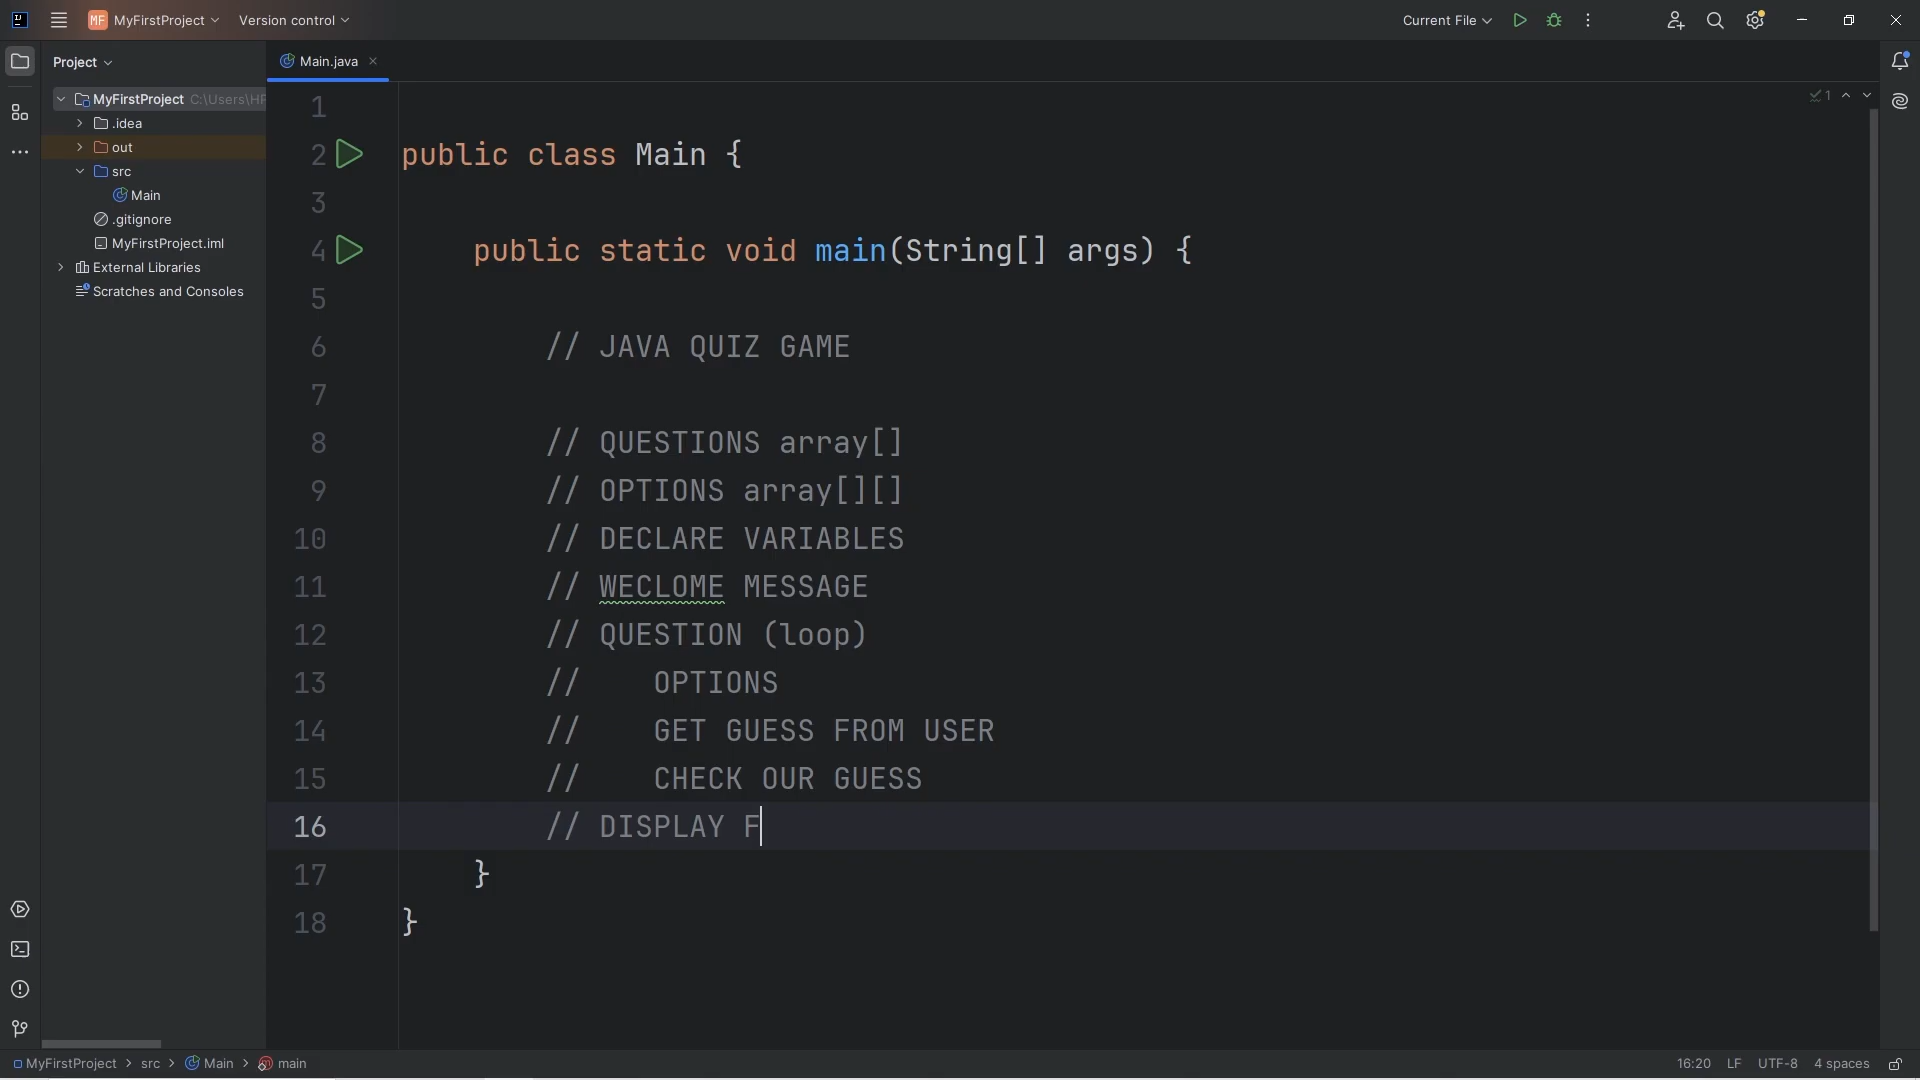 MF MyFirstProject Version control Current File
Project
Main.java
MyFirstProject C:\Users\HP
.idea
out
src
Main
.gitignore
MyFirstProject.iml
External Libraries
Scratches and Consoles
1
1
2 public class Main {
3
4 public static void main(String[] args) {
5
6 // JAVA QUIZ GAME
7
8 // QUESTIONS array[]
9 // OPTIONS array[][]
10 // DECLARE VARIABLES
11 // WECLOME MESSAGE
12 // QUESTION (loop)
13 // OPTIONS
14 // GET GUESS FROM USER
15 // CHECK OUR GUESS
16 // DISPLAY F
17 }
18 }
MyFirstProject > src > Main > main 16:20 LF UTF-8 4 spaces